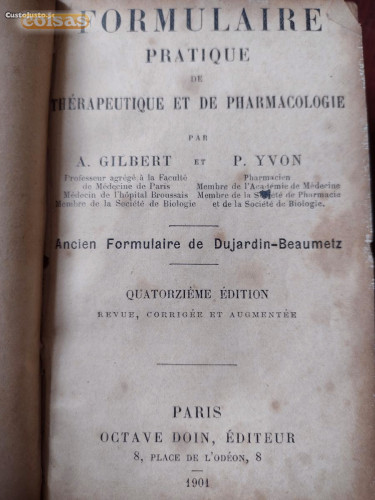 CustoJusto.pt
coisas
FORMULAIRE
PRATIQUE
DE
THÉRAPEUTIQUE ET DE PHARMACOLOGIE
PAR
A. GILBERT ET P. YVON
Professeur agrégé à la Faculté
de Médecine de Paris
Médecin de l'hôpital Broussais
Membre de la Société de Biologie
Pharmacien
Membre de l'Académie de Médecine
Membre de la Société de Pharmacie
et de la Société de Biologie.
Ancien Formulaire de Dujardin-Beaumetz
QUATORZIÈME ÉDITION
REVUE, CORRIGÉE ET AUGMENTÉE
PARIS
OCTAVE DOIN, ÉDITEUR
8, PLACE DE L'ODÉON, 8
1901